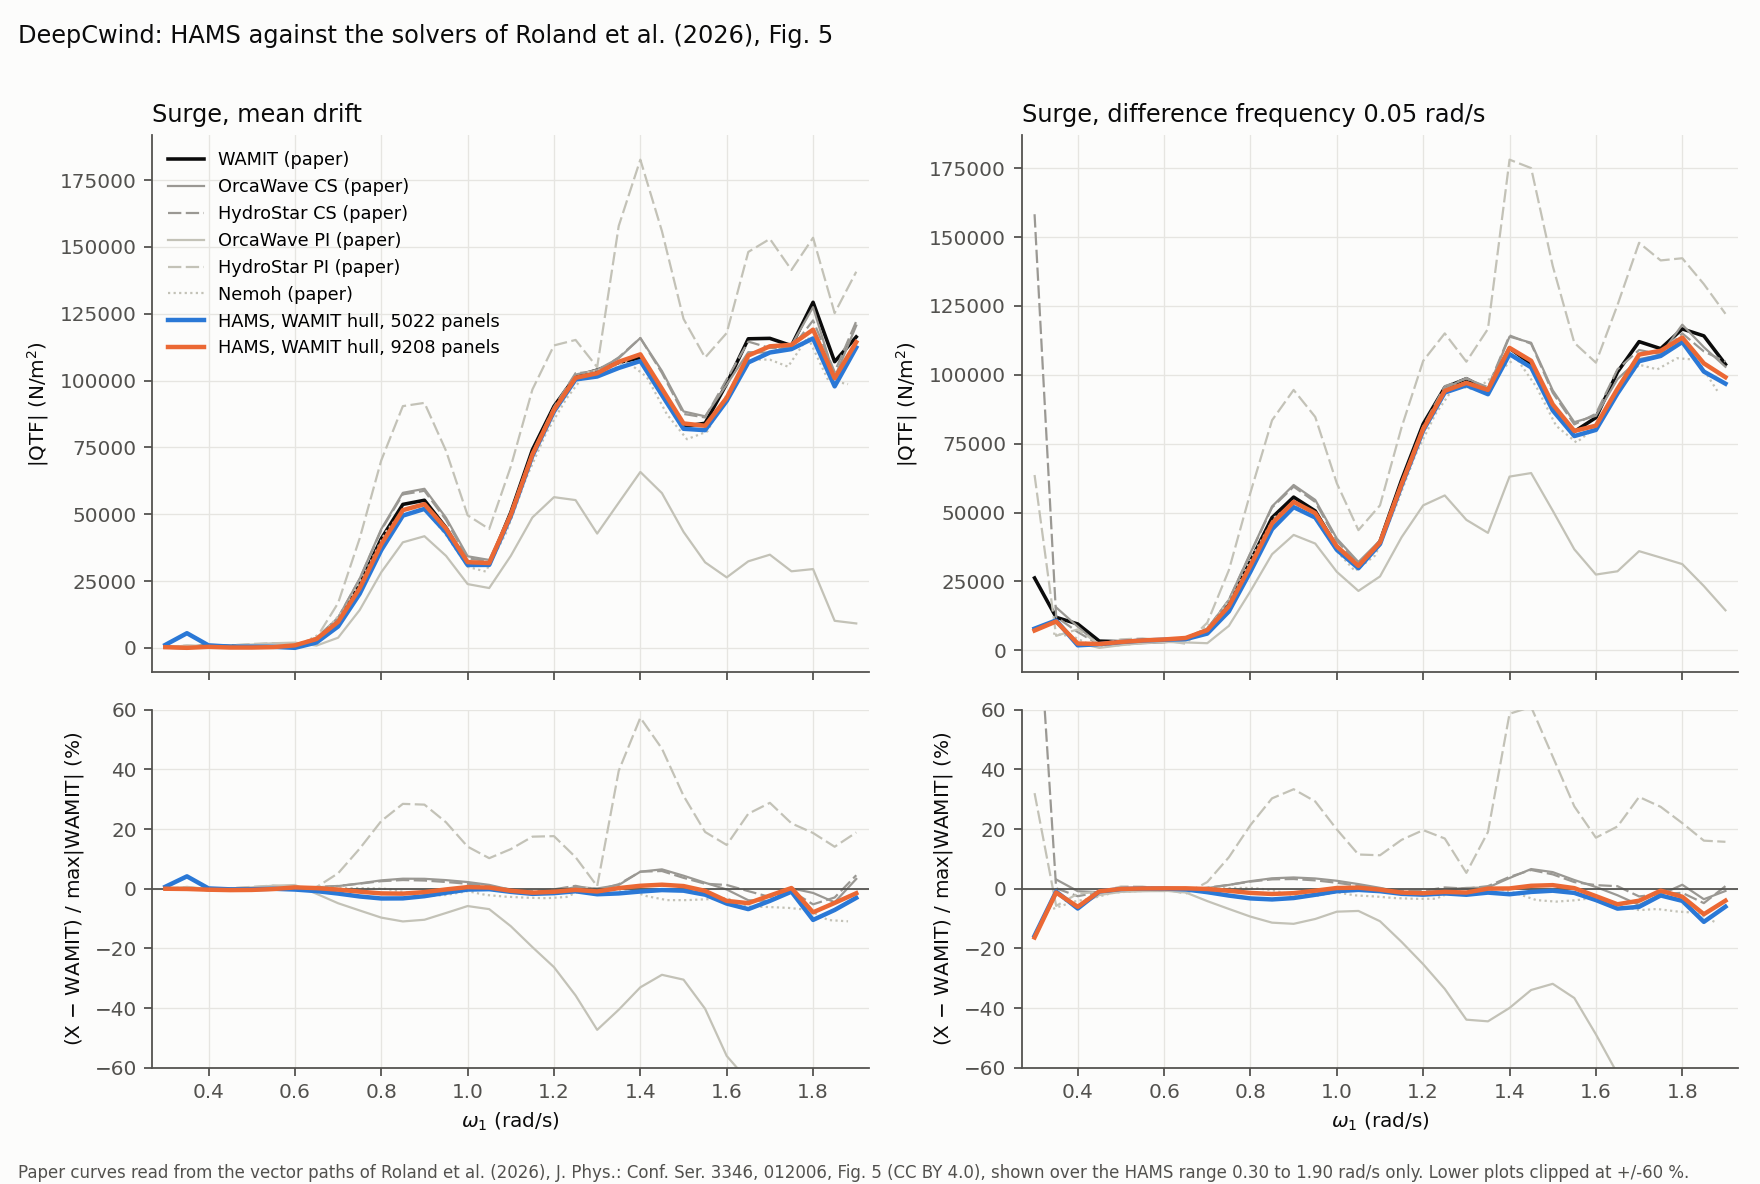 DeepCwind: HAMS against the solvers of Roland et al. (2026), Fig. 5
Surge, mean drift
WAMIT (paper)
OrcaWave CS (paper)
HydroStar CS (paper)
OrcaWave PI (paper)
HydroStar PI (paper)
Nemoh (paper)
HAMS, WAMIT hull, 5022 panels
HAMS, WAMIT hull, 9208 panels
175000
150000
125000
100000
75000
50000
25000
0
|QTF| (N/m²)
Surge, difference frequency 0.05 rad/s
175000
150000
125000
100000
75000
50000
25000
0
|QTF| (N/m²)
60
40
20
0
−20
−40
−60
(X − WAMIT) / max|WAMIT| (%)
0.4 0.6 0.8 1.0 1.2 1.4 1.6 1.8
ω₁ (rad/s)
60
40
20
0
−20
−40
−60
(X − WAMIT) / max|WAMIT| (%)
0.4 0.6 0.8 1.0 1.2 1.4 1.6 1.8
ω₁ (rad/s)
Paper curves read from the vector paths of Roland et al. (2026), J. Phys.: Conf. Ser. 3346, 012006, Fig. 5 (CC BY 4.0), shown over the HAMS range 0.30 to 1.90 rad/s only. Lower plots clipped at +/-60 %.